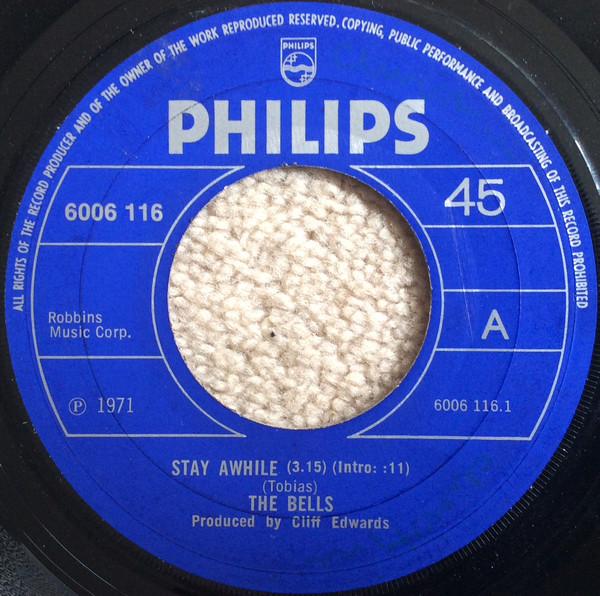 ALL RIGHTS OF THE RECORD PRODUCER AND OF THE OWNER OF THE WORK REPRODUCED RESERVED. COPYING, PUBLIC PERFORMANCE AND BROADCASTING OF THIS RECORD PROHIBITED
PHILIPS
PHILIPS
6006 116
45
Robbins
Music Corp.
A
℗ 1971
6006 116.1
STAY AWHILE (3.15) (Intro: :11)
(Tobias)
THE BELLS
Produced by Cliff Edwards